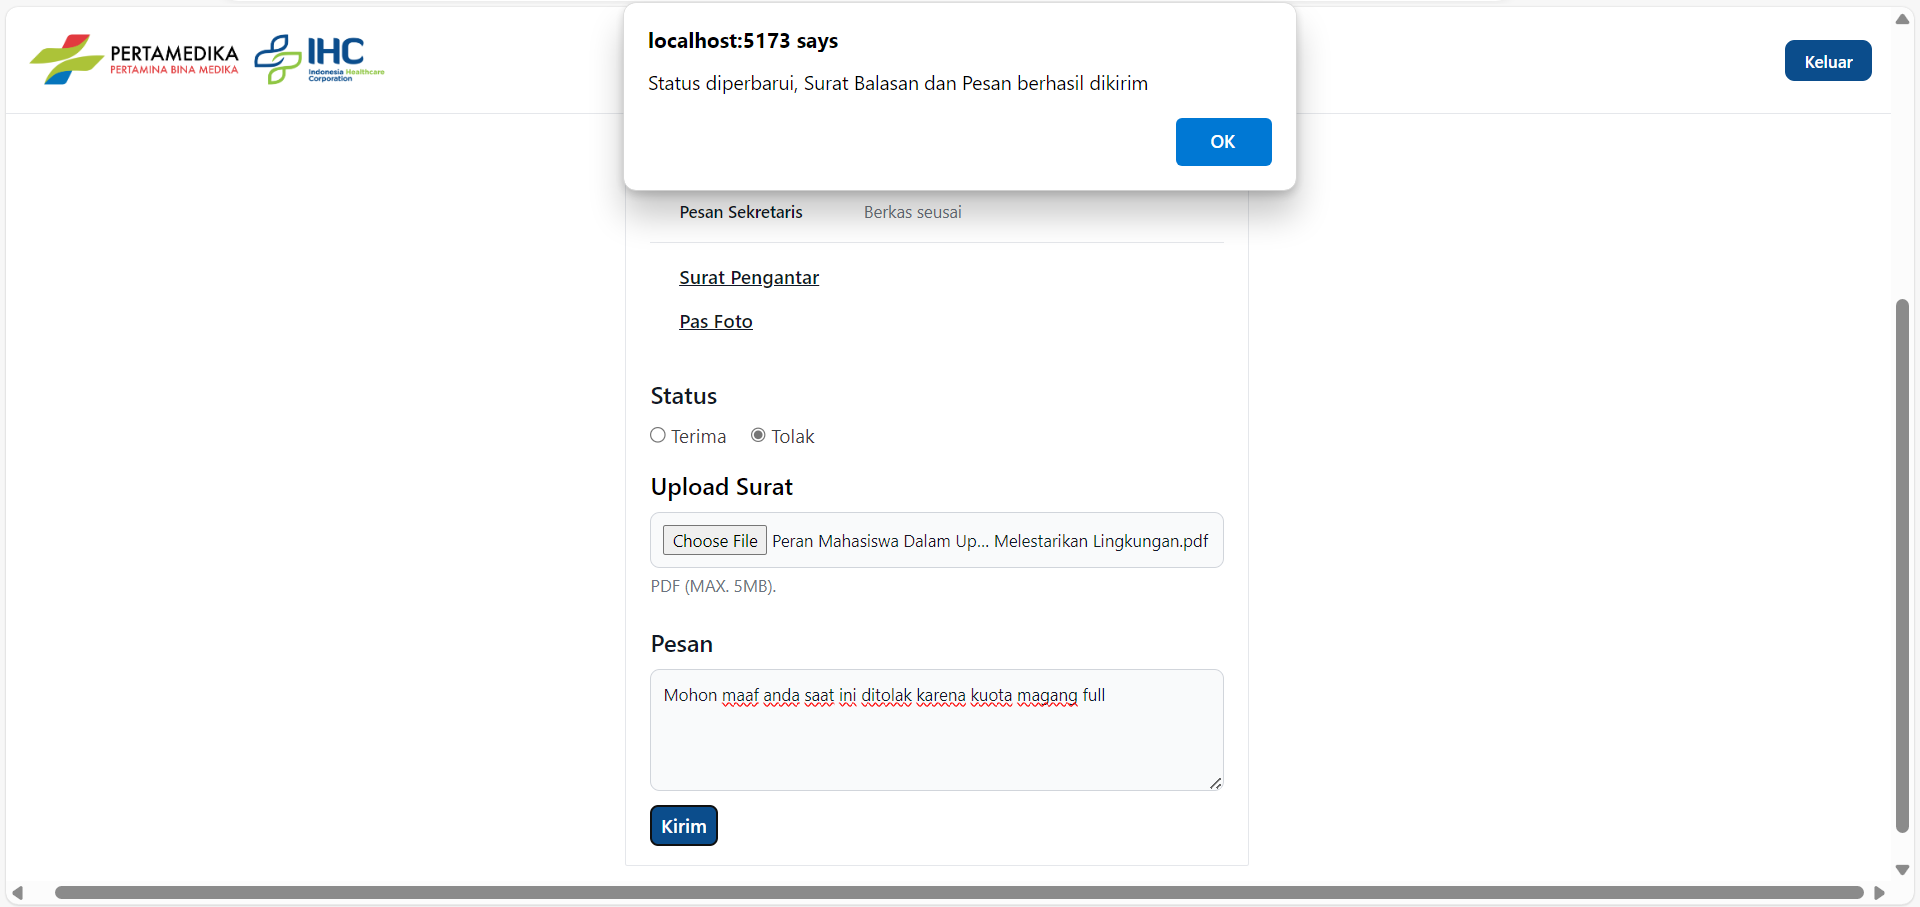 localhost:5173 says
Status diperbarui, Surat Balasan dan Pesan berhasil dikirim
OK
PERTAMEDIKA
PERTAMINA BINA MEDIKA
IHC
Indonesia Healthcare
Corporation
Keluar
Pesan Sekretaris Berkas seusai
Surat Pengantar
Pas Foto
Status
Terima Tolak
Upload Surat
Choose File Peran Mahasiswa Dalam Up... Melestarikan Lingkungan.pdf
PDF (MAX. 5MB).
Pesan
Mohon maaf anda saat ini ditolak karena kuota magang full
Kirim